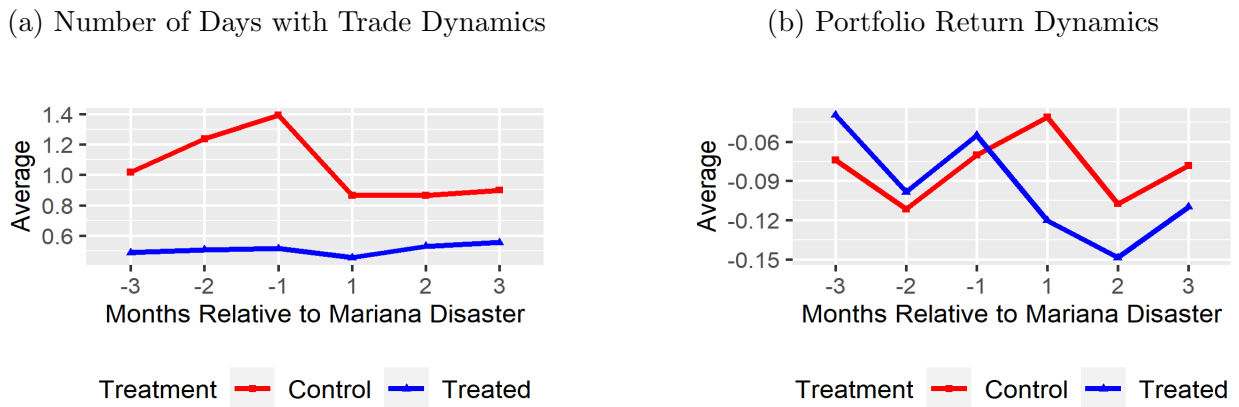 (a) Number of Days with Trade Dynamics
1.4
1.2
1.0
0.8
0.6
Average
-3 -2 -1 1 2 3
Months Relative to Mariana Disaster
Treatment Control Treated
(b) Portfolio Return Dynamics
-0.06
-0.09
-0.12
-0.15
Average
-3 -2 -1 1 2 3
Months Relative to Mariana Disaster
Treatment Control Treated